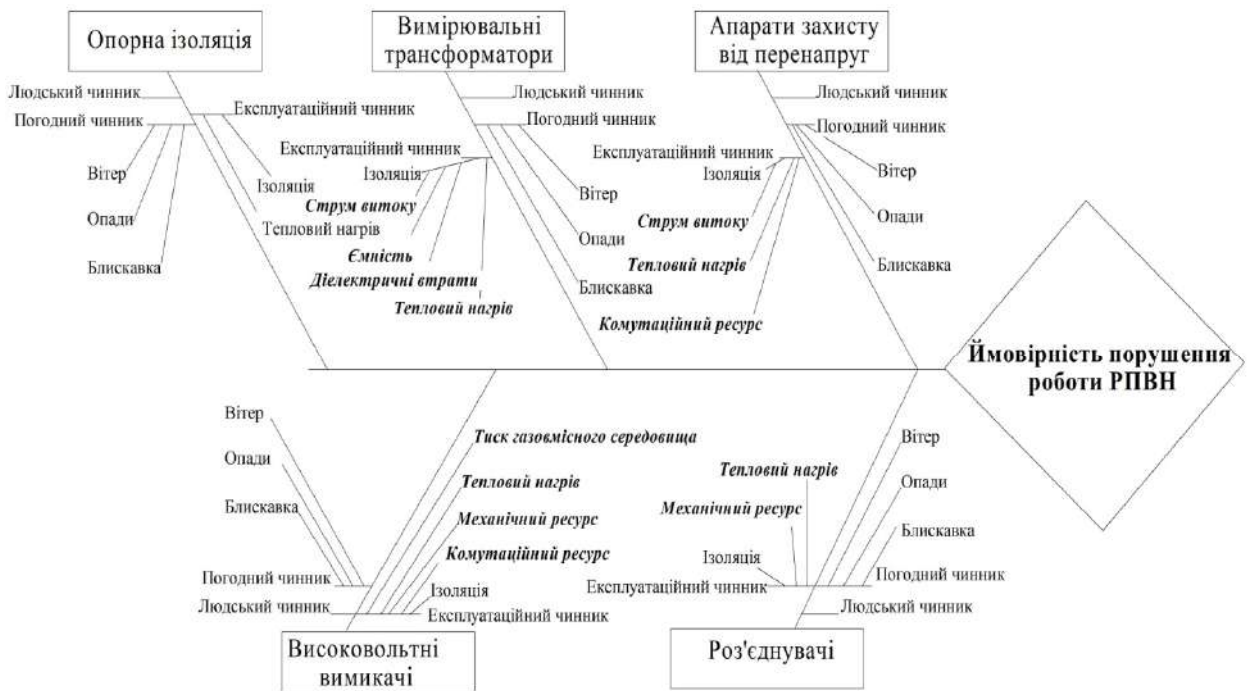 Опорна ізоляція
Людський чинник
Погодний чинник
Експлуатаційний чинник
Вітер
Опади
Блискавка
Ізоляція
Тепловий нагрів
Вимірювальні
трансформатори
Людський чинник
Погодний чинник
Експлуатаційний чинник
Ізоляція
Струм витоку
Ємність
Діелектричні втрати
Тепловий нагрів
Вітер
Опади
Блискавка
Апарати захисту
від перенапруг
Людський чинник
Погодний чинник
Експлуатаційний чинник
Ізоляція
Струм витоку
Тепловий нагрів
Комутаційний ресурс
Вітер
Опади
Блискавка
Ймовірність порушення
роботи РПВН
Вітер
Опади
Блискавка
Погодний чинник
Людський чинник
Тиск газовмісного середовища
Тепловий нагрів
Механічний ресурс
Комутаційний ресурс
Ізоляція
Експлуатаційний чинник
Високовольтні
вимикачі
Тепловий нагрів
Механічний ресурс
Ізоляція
Експлуатаційний чинник
Вітер
Опади
Блискавка
Погодний чинник
Людський чинник
Роз'єднувачі